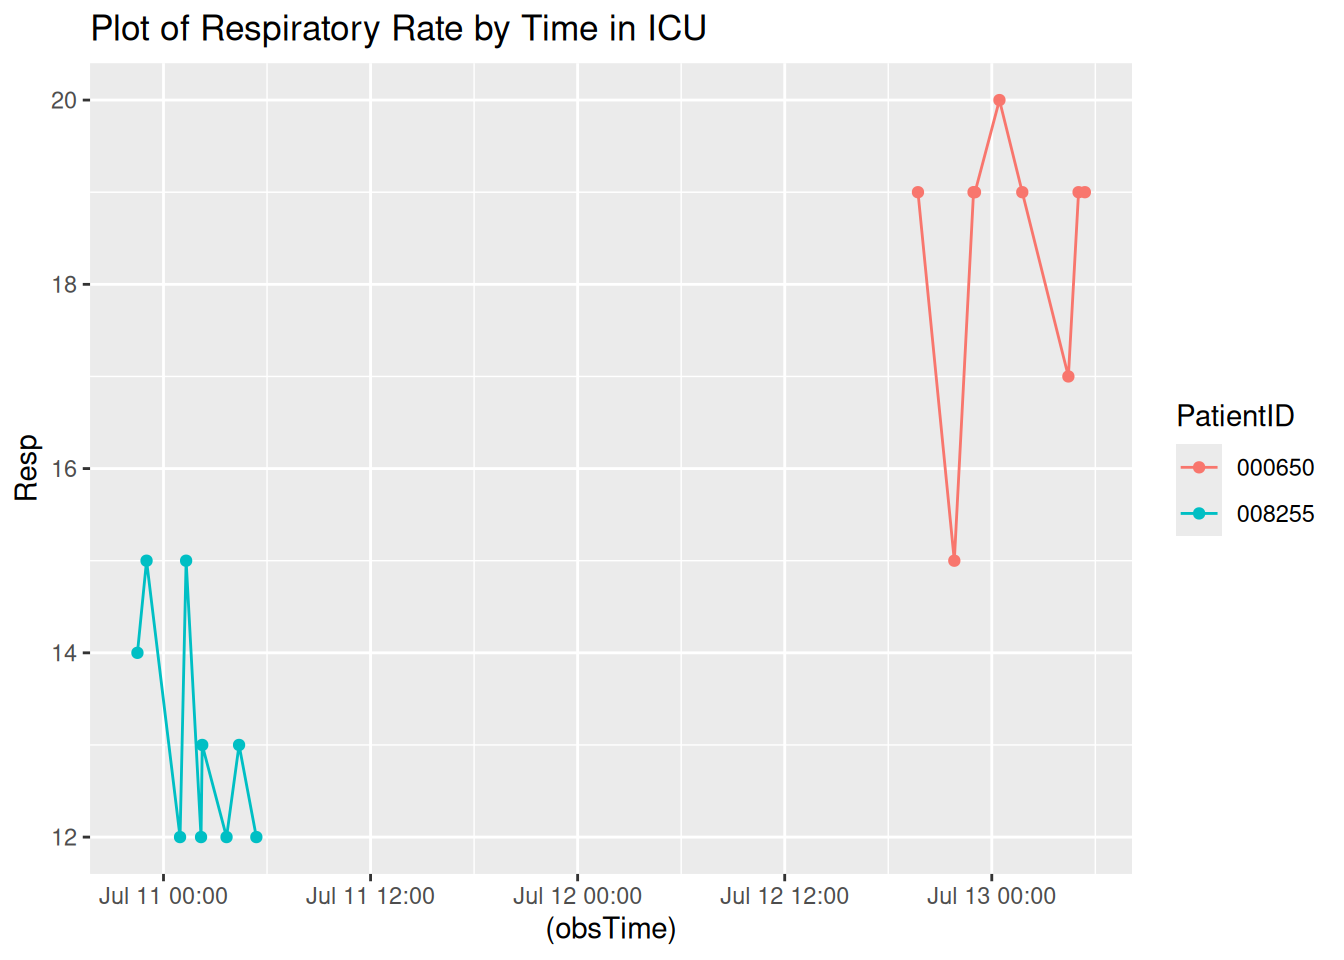 Plot of Respiratory Rate by Time in ICU
20
18
16
14
12
Resp
Jul 11 00:00
Jul 11 12:00
Jul 12 00:00
Jul 12 12:00
Jul 13 00:00
(obsTime)
PatientID
000650
008255